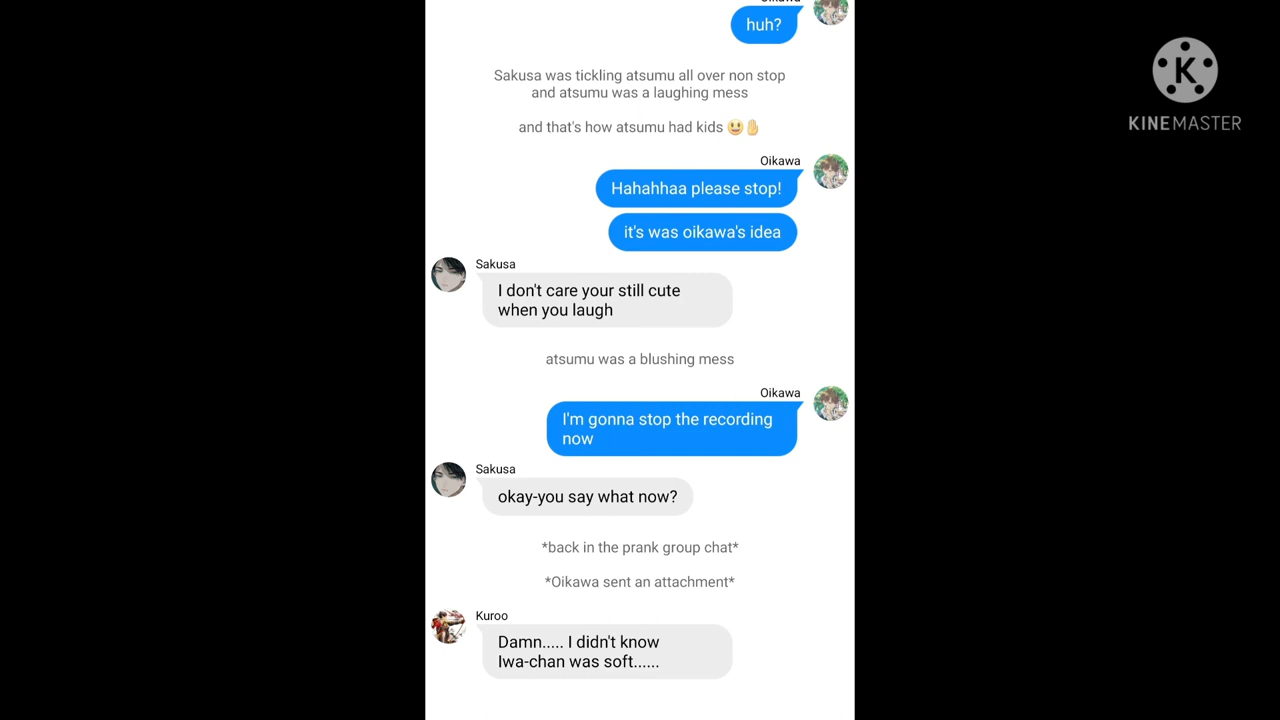 Oikawa
huh?
Sakusa was tickling atsumu all over non stop
and atsumu was a laughing mess
and that's how atsumu had kids 😃✋
Oikawa
Hahahhaa please stop!
it's was oikawa's idea
Sakusa
I don't care your still cute
when you laugh
atsumu was a blushing mess
Oikawa
I'm gonna stop the recording
now
Sakusa
okay-you say what now?
*back in the prank group chat*
*Oikawa sent an attachment*
Kuroo
Damn..... I didn't know
Iwa-chan was soft......
K
KINEMASTER